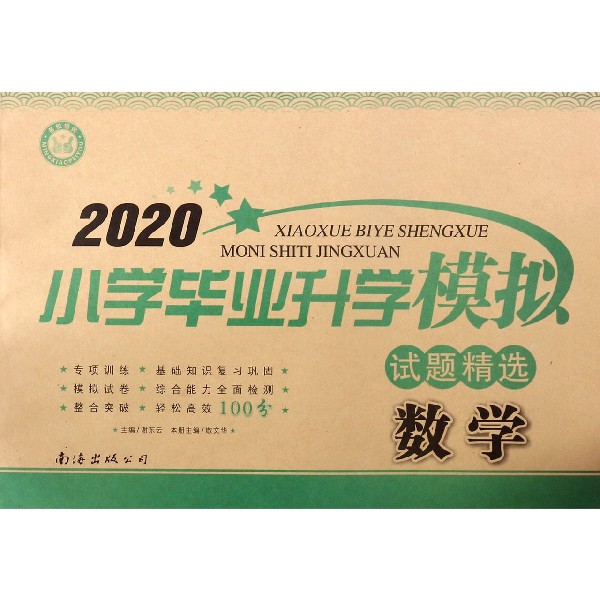 2020
XIAOXUE BIYE SHENGXUE
MONI SHITI JINGXUAN
小学毕业升学模拟
试题精选
数学
★ 专项训练 ★ 基础知识复习巩固 ★
★ 模拟试卷 ★ 综合能力全面检测 ★
★ 整合突破 ★ 轻松高效100分 ★
★ 主编/谢东云 本册主编/敢文华 ★
南海出版公司